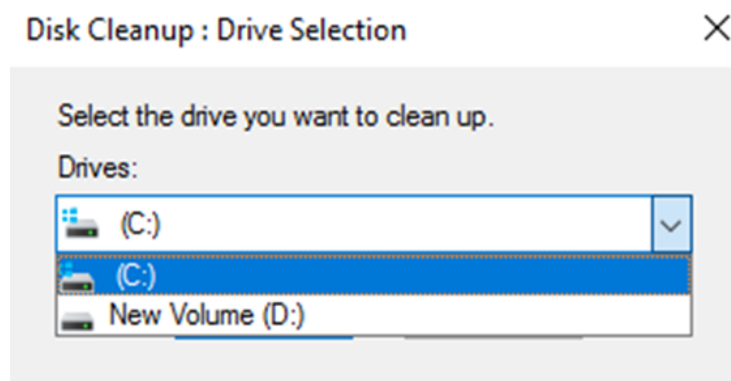 Disk Cleanup : Drive Selection
Select the drive you want to clean up.
Drives:
(C:)
(C:)
New Volume (D:)